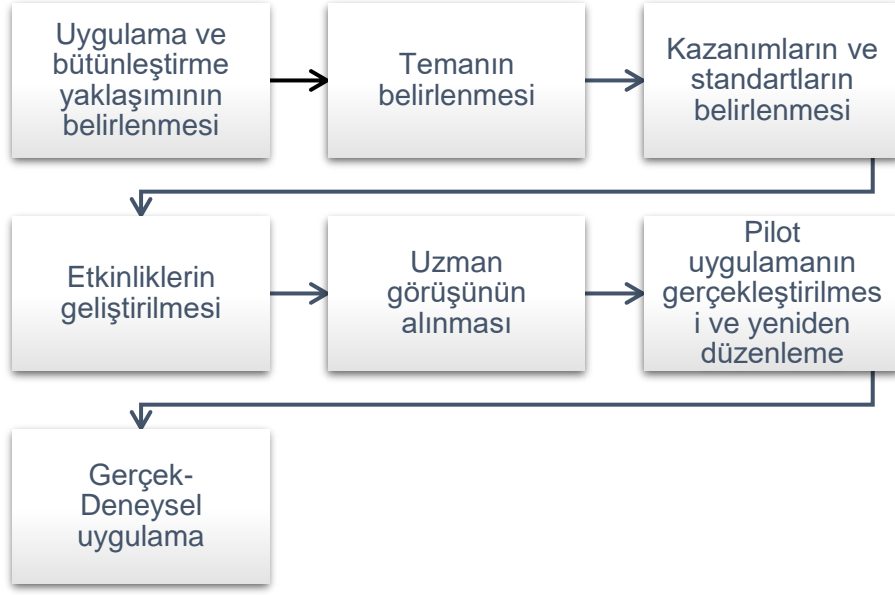 Uygulama ve
bütünleştirme
yaklaşımının
belirlenmesi
Temanın
belirlenmesi
Kazanımların ve
standartların
belirlenmesi
Etkinliklerin
geliştirilmesi
Uzman
görüşünün
alınması
Pilot
uygulamanın
gerçekleştirilmes
i ve yeniden
düzenleme
Gerçek-
Deneysel
uygulama